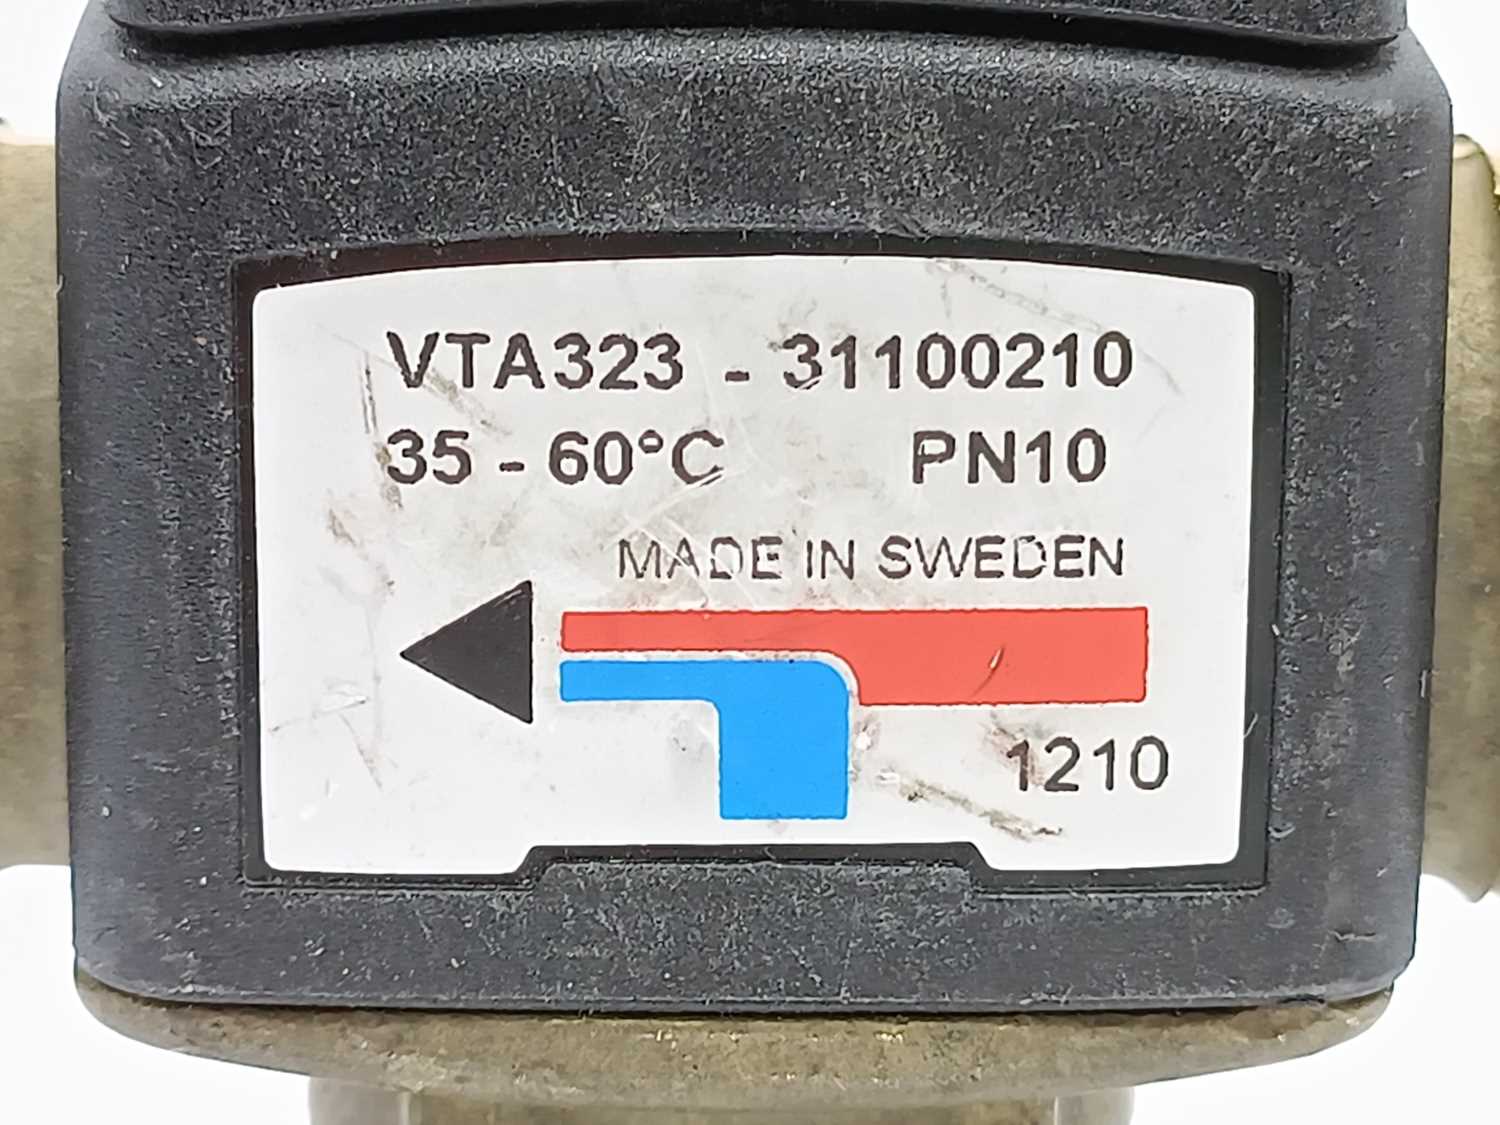 VTA323 - 31100210
35 - 60°C PN10
MADE IN SWEDEN
1210